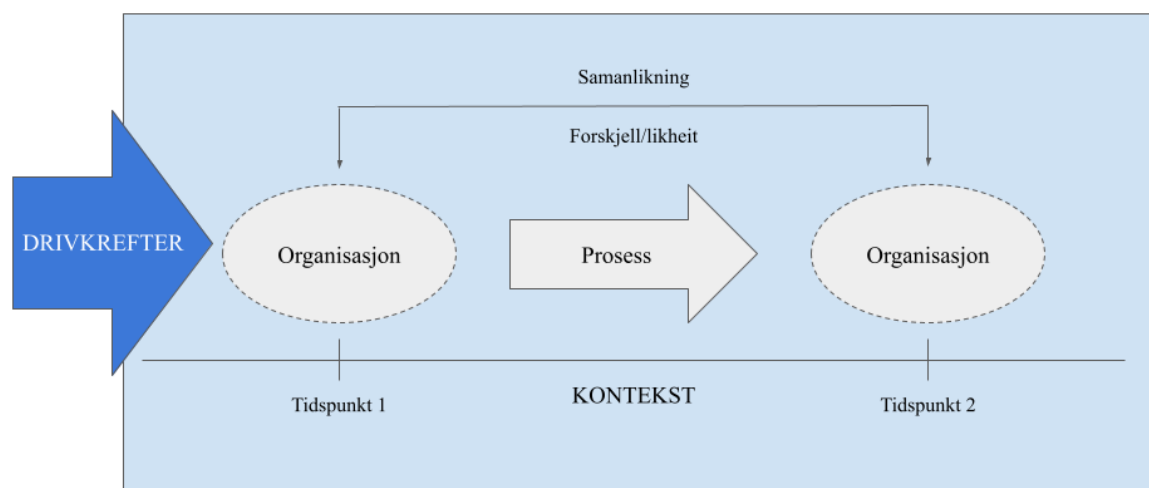 Samanlikning
Forskjell/likheit
DRIVKREFTER
Organisasjon
Prosess
Organisasjon
Tidspunkt 1
KONTEKST
Tidspunkt 2